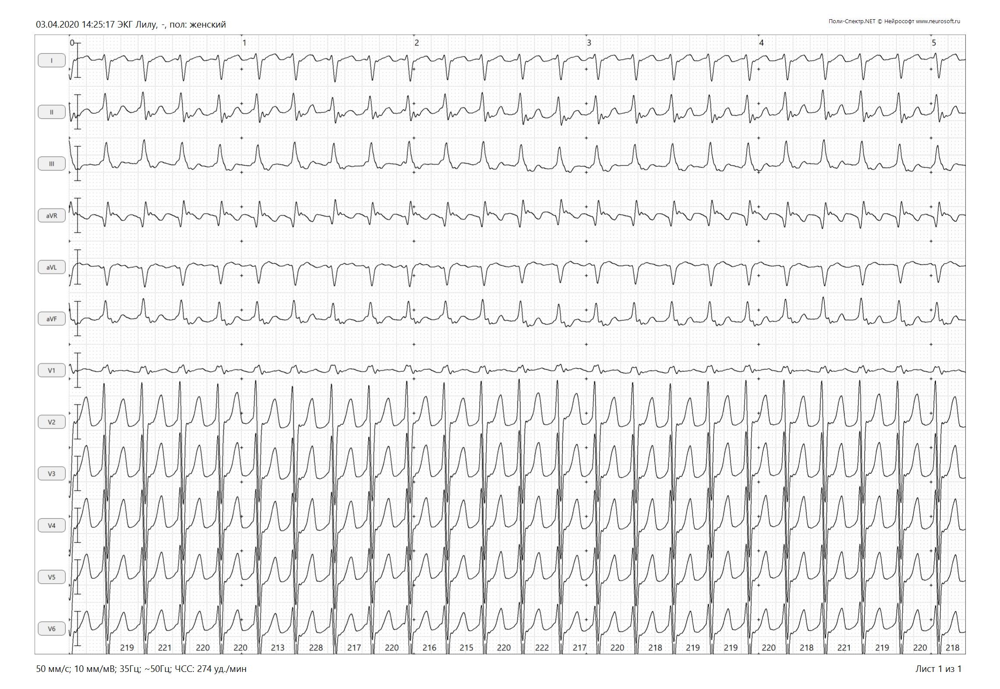 03.04.2020 14:25:17 ЭКГ Лилу, -, пол: женский
Поли-Спектр.NET © Нейрософт www.neurosoft.ru
0 1 2 3 4 5
I
II
III
aVR
aVL
aVF
V1
V2
V3
V4
V5
V6
219 221 220 220 213 228 217 220 216 215 220 222 217 220 218 219 219 220 218 221 219 220 218
50 мм/с; 10 мм/мВ; 35Гц; ~50Гц; ЧСС: 274 уд./мин
Лист 1 из 1